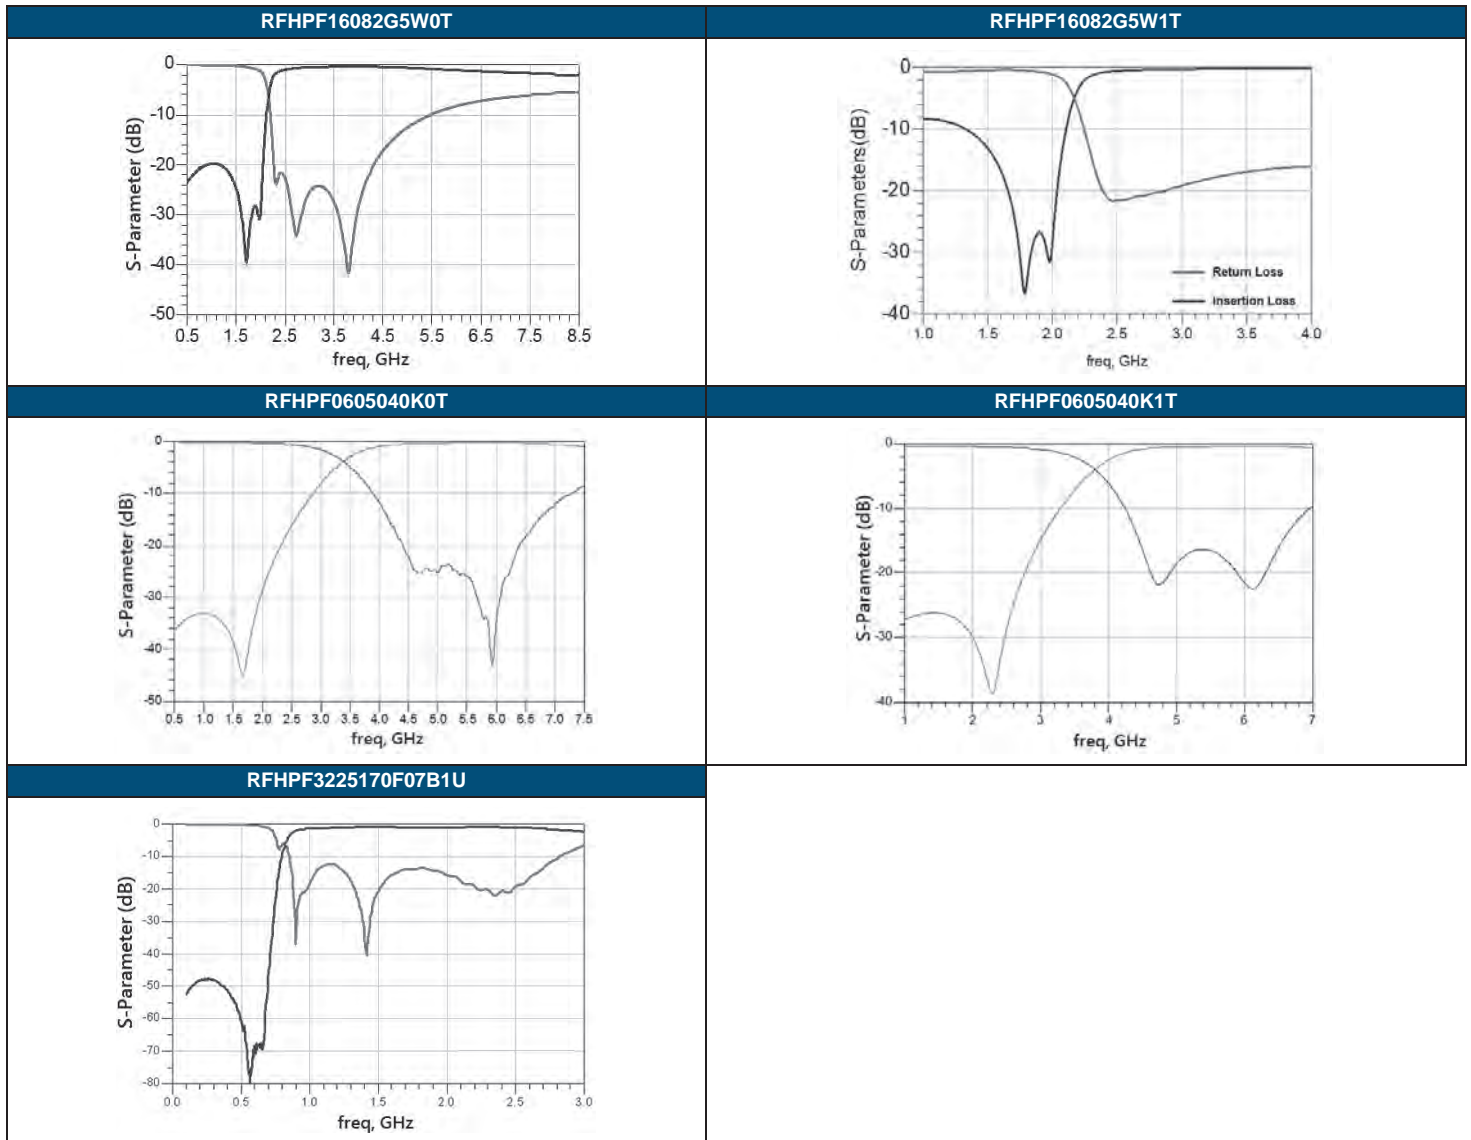 RFHPF16082G5W0T
RFHPF16082G5W1T
S-Parameter (dB)
0
-10
-20
-30
-40
-50
0.5 1.5 2.5 3.5 4.5 5.5 6.5 7.5 8.5
freq, GHz
S-Parameters(dB)
0
-10
-20
-30
-40
Return Loss
Insertion Loss
1.0 1.5 2.0 2.5 3.0 3.5 4.0
freq, GHz
RFHPF0605040K0T
RFHPF0605040K1T
S-Parameter (dB)
0
-10
-20
-30
-40
-50
0.5 1.0 1.5 2.0 2.5 3.0 3.5 4.0 4.5 5.0 5.5 6.0 6.5 7.0 7.5
freq, GHz
S-Parameter (dB)
0
-10
-20
-30
-40
1 2 3 4 5 6 7
freq, GHz
RFHPF3225170F07B1U
S-Parameter (dB)
0
-10
-20
-30
-40
-50
-60
-70
-80
0.0 0.5 1.0 1.5 2.0 2.5 3.0
freq, GHz